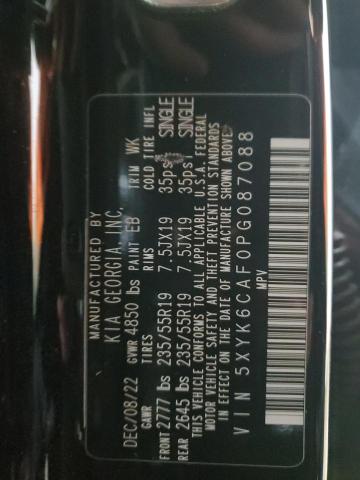 MANUFACTURED BY
KIA GEORGIA, INC.
DEC/08/22 GVWR 4850 lbs PAINT EB TRIM WK
GAWR TIRES RIMS COLD TIRE INFL
FRONT 2777 lbs 235/55R19 7.5JX19 35psi SINGLE
REAR 2645 lbs 235/55R19 7.5JX19 35psi SINGLE
THIS VEHICLE CONFORMS TO ALL APPLICABLE U.S.A. FEDERAL
MOTOR VEHICLE SAFETY AND THEFT PREVENTION STANDARDS
IN EFFECT ON THE DATE OF MANUFACTURE SHOWN ABOVE.
VIN 5XYK6CAF0PG087088
MPV